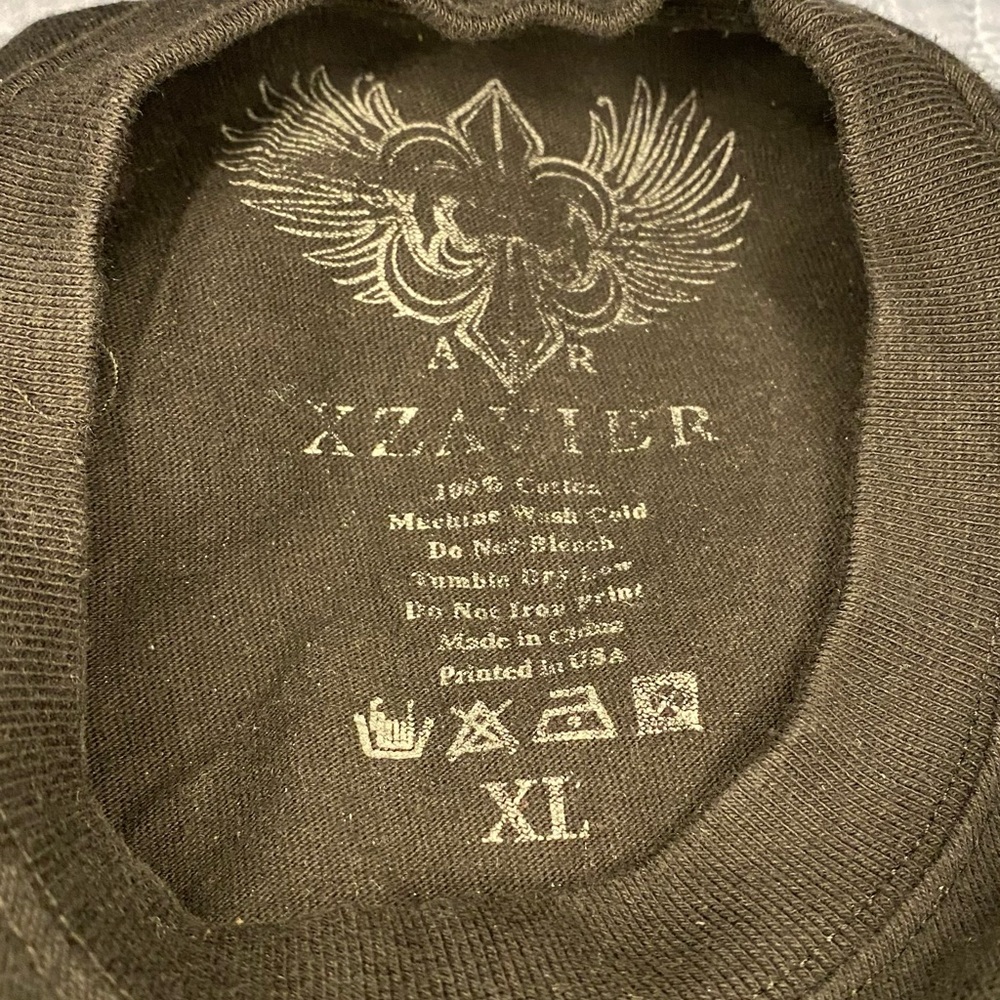 A R
XZAVIER
100% Cotton
Machine Wash Cold
Do Not Bleach
Tumble Dry Low
Do Not Iron Print
Made in China
Printed in USA
XL